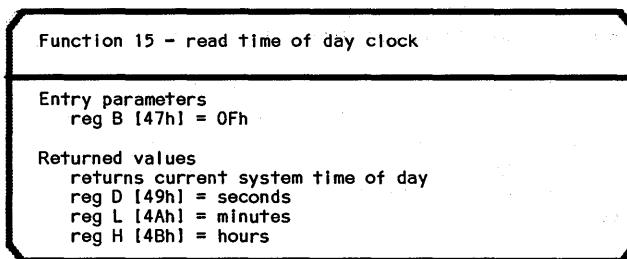 Function 15 - read time of day clock
Entry parameters
reg B [47h] = 0Fh
Returned values
returns current system time of day
reg D [49h] = seconds
reg L [4Ah] = minutes
reg H [4Bh] = hours